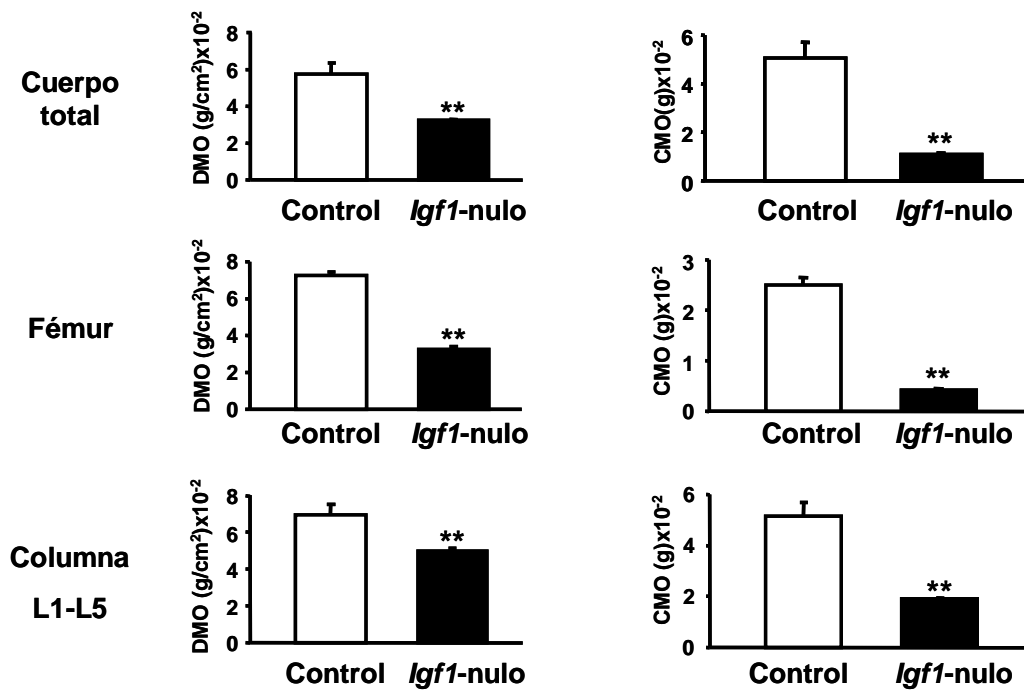 Cuerpo
total
DMO (g/cm²)x10⁻²
8
6
4
2
0
**
Control Igf1-nulo
CMO(g)x10⁻²
6
4
2
0
**
Control Igf1-nulo
Fémur
DMO (g/cm²)x10⁻²
8
6
4
2
0
**
Control Igf1-nulo
CMO (g)x10⁻²
3
2
1
0
**
Control Igf1-nulo
Columna
L1-L5
DMO (g/cm²)x10⁻²
8
6
4
2
0
**
Control Igf1-nulo
CMO (g)x10⁻²
6
4
2
0
**
Control Igf1-nulo